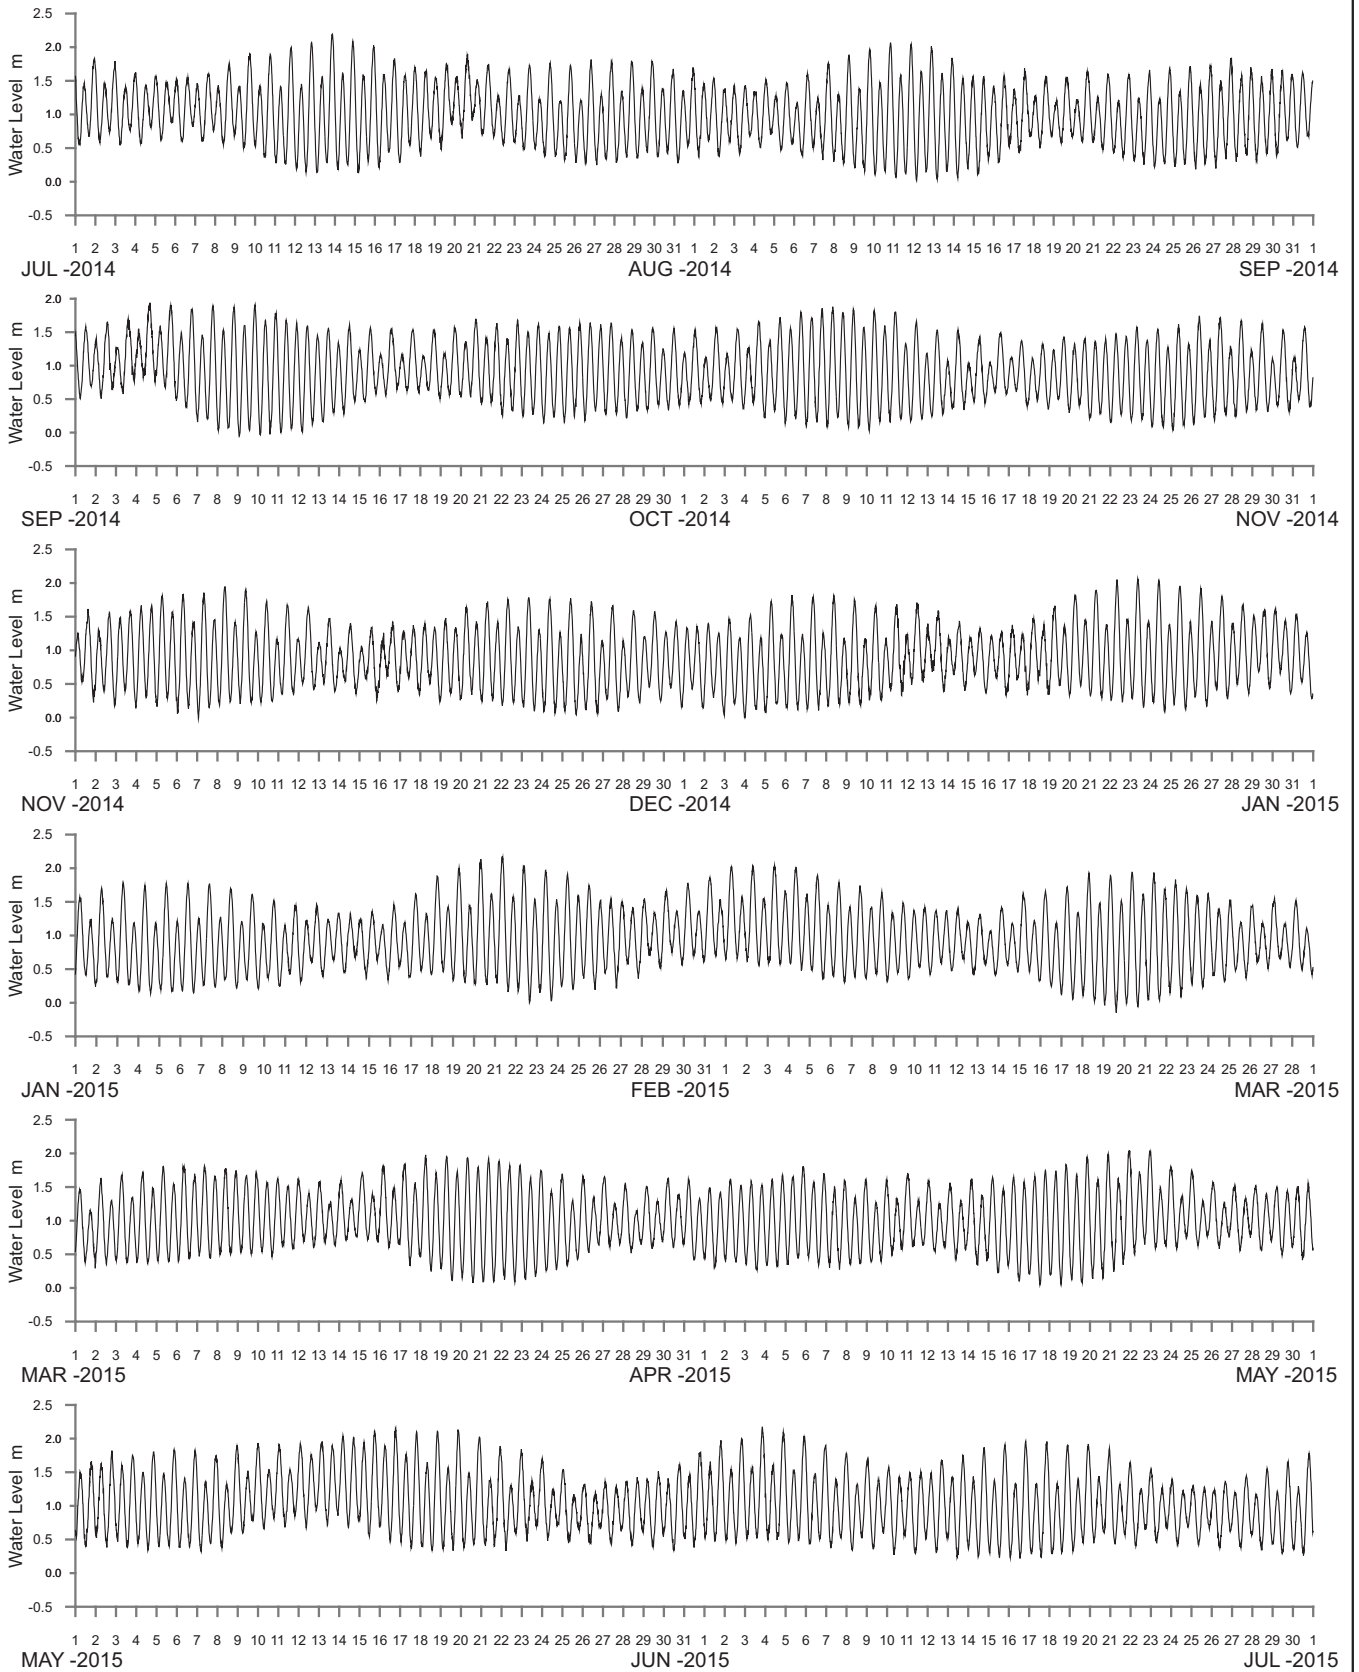 2.5
2.0
1.5
1.0
0.5
0.0
-0.5
Water Level m
1 2 3 4 5 6 7 8 9 10 11 12 13 14 15 16 17 18 19 20 21 22 23 24 25 26 27 28 29 30 31 1 2 3 4 5 6 7 8 9 10 11 12 13 14 15 16 17 18 19 20 21 22 23 24 25 26 27 28 29 30 31 1
JUL -2014 AUG -2014 SEP -2014
2.0
1.5
1.0
0.5
0.0
-0.5
Water Level m
1 2 3 4 5 6 7 8 9 10 11 12 13 14 15 16 17 18 19 20 21 22 23 24 25 26 27 28 29 30 1 2 3 4 5 6 7 8 9 10 11 12 13 14 15 16 17 18 19 20 21 22 23 24 25 26 27 28 29 30 31 1
SEP -2014 OCT -2014 NOV -2014
2.5
2.0
1.5
1.0
0.5
0.0
-0.5
Water Level m
1 2 3 4 5 6 7 8 9 10 11 12 13 14 15 16 17 18 19 20 21 22 23 24 25 26 27 28 29 30 1 2 3 4 5 6 7 8 9 10 11 12 13 14 15 16 17 18 19 20 21 22 23 24 25 26 27 28 29 30 31 1
NOV -2014 DEC -2014 JAN -2015
2.5
2.0
1.5
1.0
0.5
0.0
-0.5
Water Level m
1 2 3 4 5 6 7 8 9 10 11 12 13 14 15 16 17 18 19 20 21 22 23 24 25 26 27 28 29 30 31 1 2 3 4 5 6 7 8 9 10 11 12 13 14 15 16 17 18 19 20 21 22 23 24 25 26 27 28 1
JAN -2015 FEB -2015 MAR -2015
2.5
2.0
1.5
1.0
0.5
0.0
-0.5
Water Level m
1 2 3 4 5 6 7 8 9 10 11 12 13 14 15 16 17 18 19 20 21 22 23 24 25 26 27 28 29 30 31 1 2 3 4 5 6 7 8 9 10 11 12 13 14 15 16 17 18 19 20 21 22 23 24 25 26 27 28 29 30 1
MAR -2015 APR -2015 MAY -2015
2.5
2.0
1.5
1.0
0.5
0.0
-0.5
Water Level m
1 2 3 4 5 6 7 8 9 10 11 12 13 14 15 16 17 18 19 20 21 22 23 24 25 26 27 28 29 30 31 1 2 3 4 5 6 7 8 9 10 11 12 13 14 15 16 17 18 19 20 21 22 23 24 25 26 27 28 29 30 1
MAY -2015 JUN -2015 JUL -2015